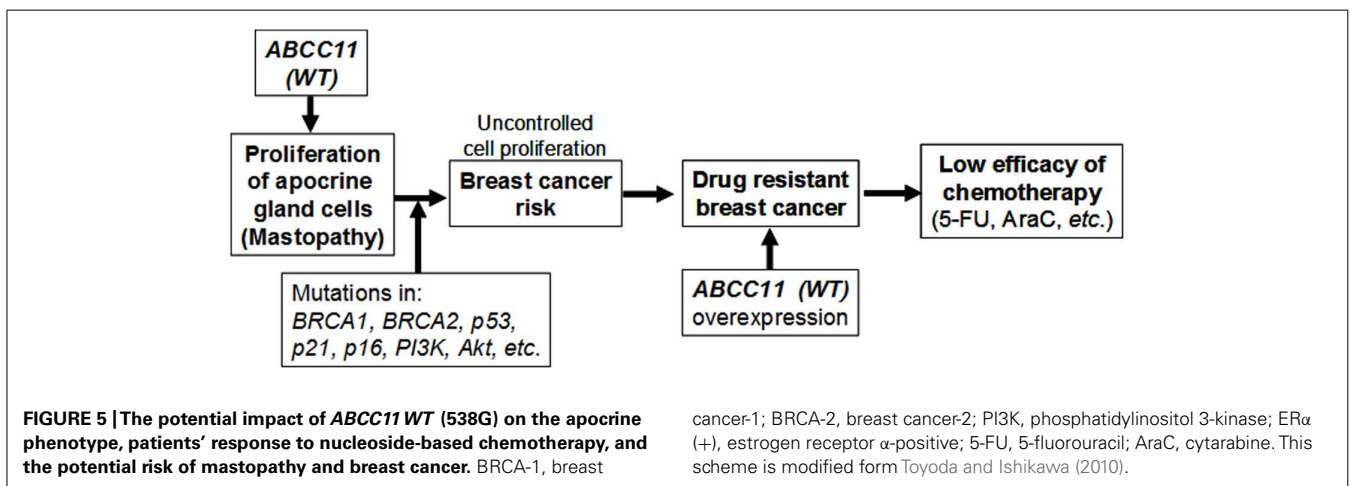 ABCC11
(WT)
Proliferation
of apocrine
gland cells
(Mastopathy)
Uncontrolled
cell proliferation
Breast cancer
risk
Drug resistant
breast cancer
Low efficacy of
chemotherapy
(5-FU, AraC, etc.)
Mutations in:
BRCA1, BRCA2, p53,
p21, p16, PI3K, Akt, etc.
ABCC11 (WT)
overexpression
FIGURE 5 | The potential impact of ABCC11 WT (538G) on the apocrine
phenotype, patients' response to nucleoside-based chemotherapy, and
the potential risk of mastopathy and breast cancer. BRCA-1, breast
cancer-1; BRCA-2, breast cancer-2; PI3K, phosphatidylinositol 3-kinase; ERα
(+), estrogen receptor α-positive; 5-FU, 5-fluorouracil; AraC, cytarabine. This
scheme is modified form Toyoda and Ishikawa (2010).